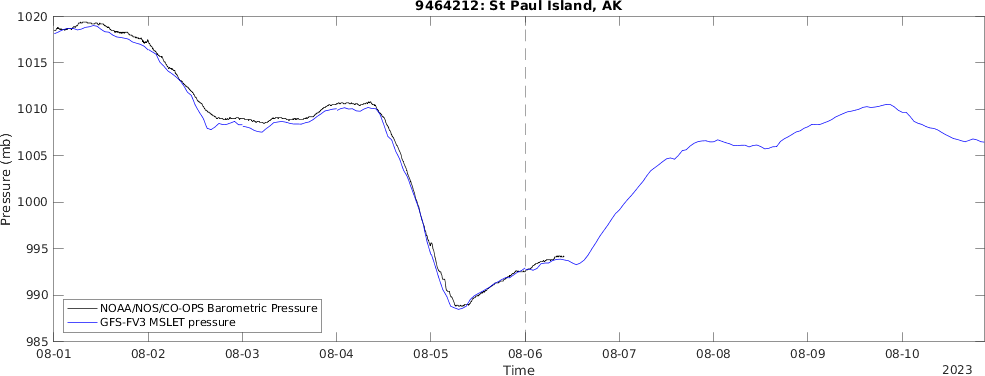 9464212: St Paul Island, AK
Pressure (mb)
1020
1015
1010
1005
1000
995
990
985
NOAA/NOS/CO-OPS Barometric Pressure
GFS-FV3 MSLET pressure
08-01 08-02 08-03 08-04 08-05 08-06 08-07 08-08 08-09 08-10
Time
2023